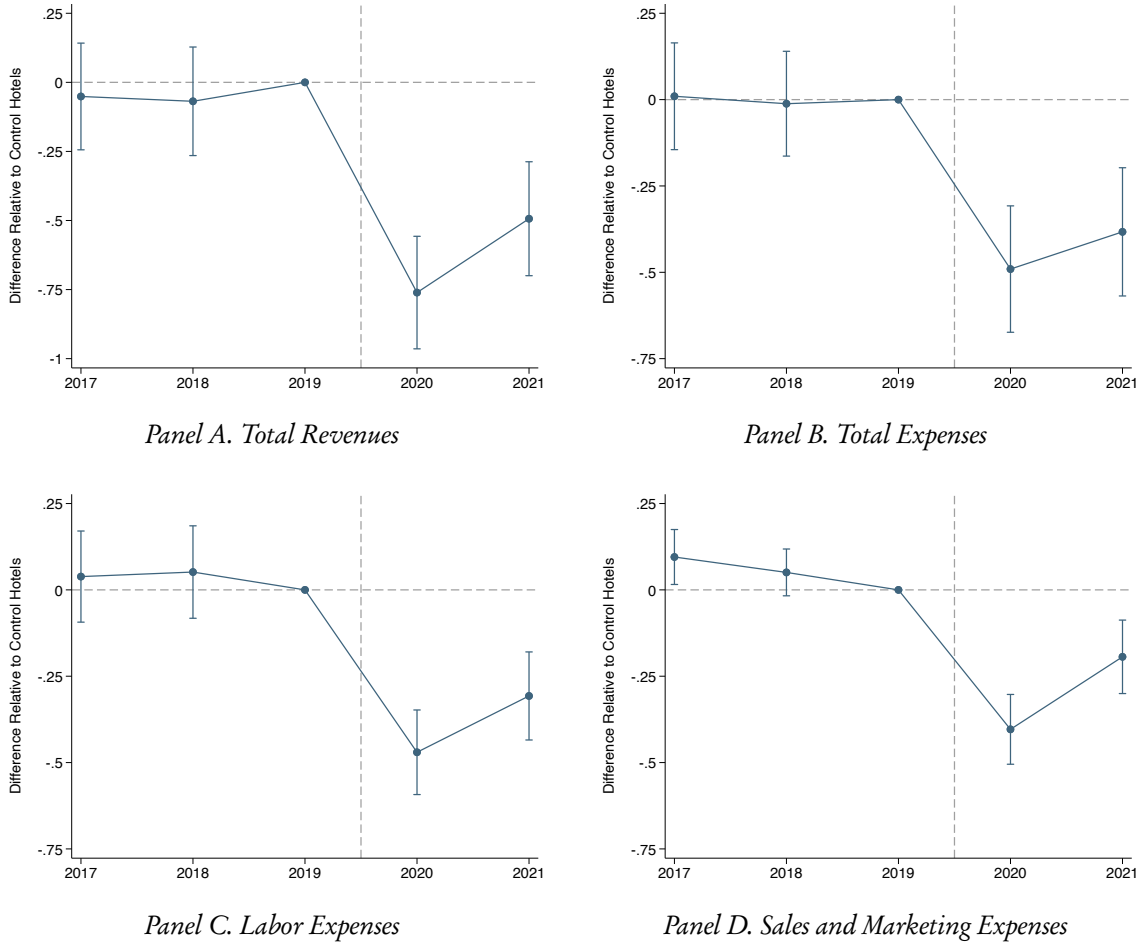 Difference Relative to Control Hotels
.25
0
-.25
-.5
-.75
-1
2017 2018 2019 2020 2021
Panel A. Total Revenues
Difference Relative to Control Hotels
.25
0
-.25
-.5
-.75
2017 2018 2019 2020 2021
Panel B. Total Expenses
Difference Relative to Control Hotels
.25
0
-.25
-.5
-.75
2017 2018 2019 2020 2021
Panel C. Labor Expenses
Difference Relative to Control Hotels
.25
0
-.25
-.5
-.75
2017 2018 2019 2020 2021
Panel D. Sales and Marketing Expenses